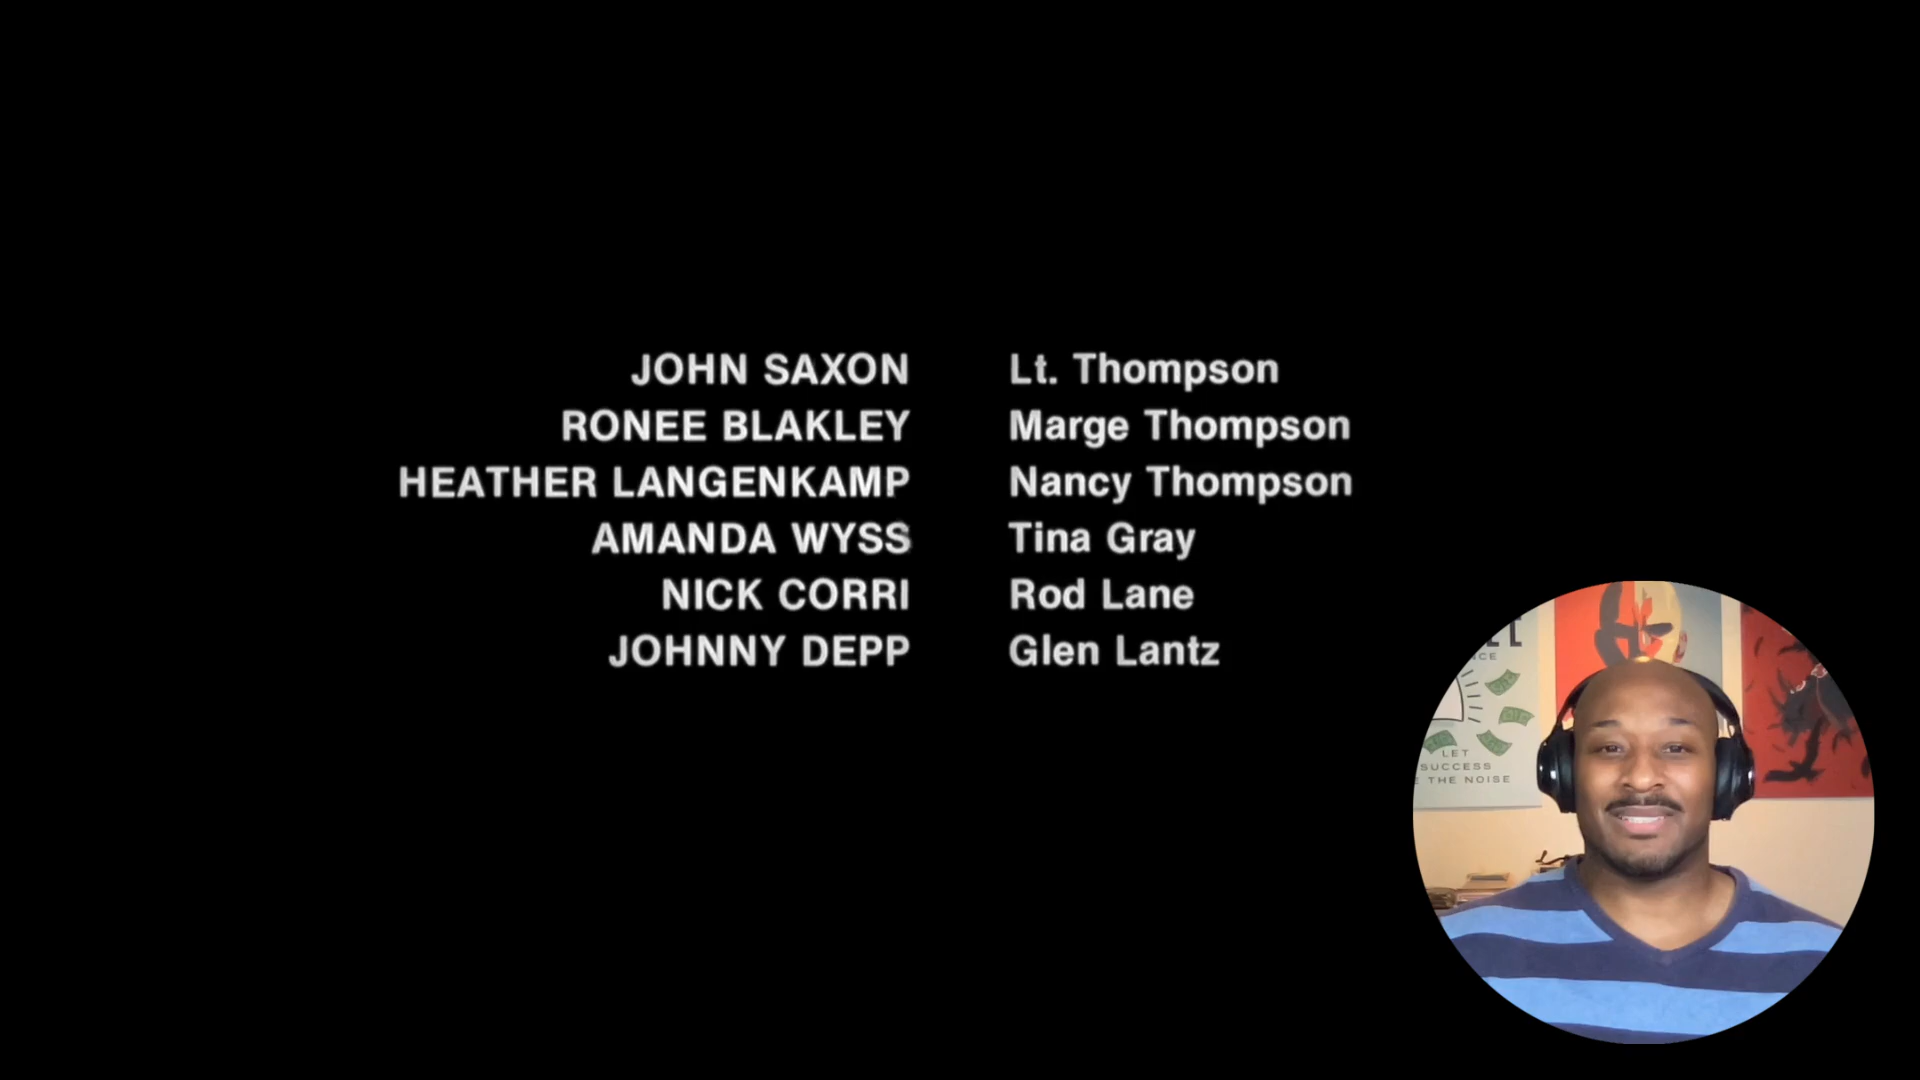 JOHN SAXON Lt. Thompson
RONEE BLAKLEY Marge Thompson
HEATHER LANGENKAMP Nancy Thompson
AMANDA WYSS Tina Gray
NICK CORRI Rod Lane
JOHNNY DEPP Glen Lantz
LET
SUCCESS
THE NOISE